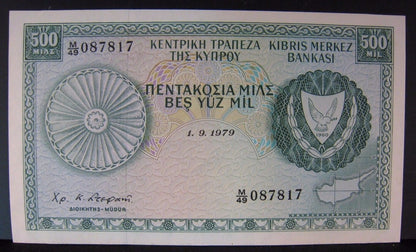 500
ΜΙΛΣ
M/49 087817
ΚΕΝΤΡΙΚΗ ΤΡΑΠΕΖΑ
ΤΗΣ ΚΥΠΡΟΥ
KIBRIS MERKEZ
BANKASI
500
MİL
ΠΕΝΤΑΚΟΣΙΑ ΜΙΛΣ
BEŞ YÜZ MİL
1.9.1979
1960
M/49 087817
ΔΙΟΙΚΗΤΗΣ-MÜDÜR